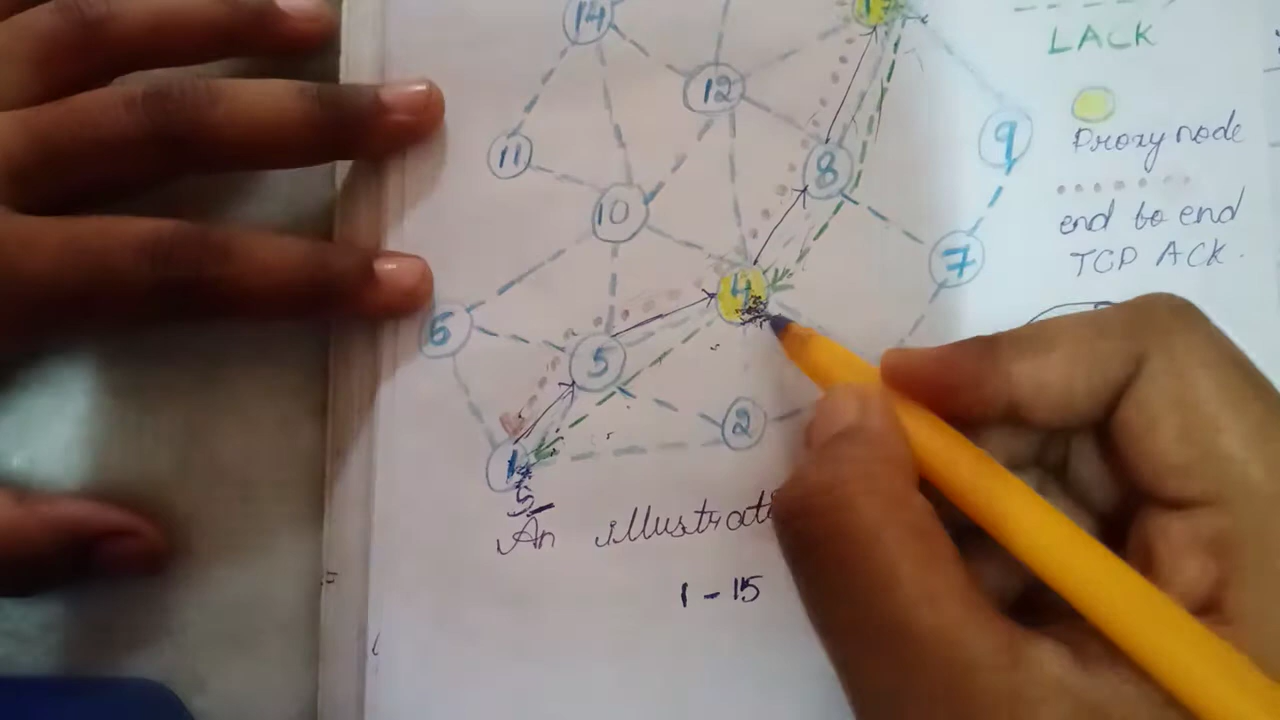 14
LACK
12
Proxy node
9
11
8
end to end
TCP ACK.
10
7
4
6
5
2
1
S
An illustrati
1 - 15